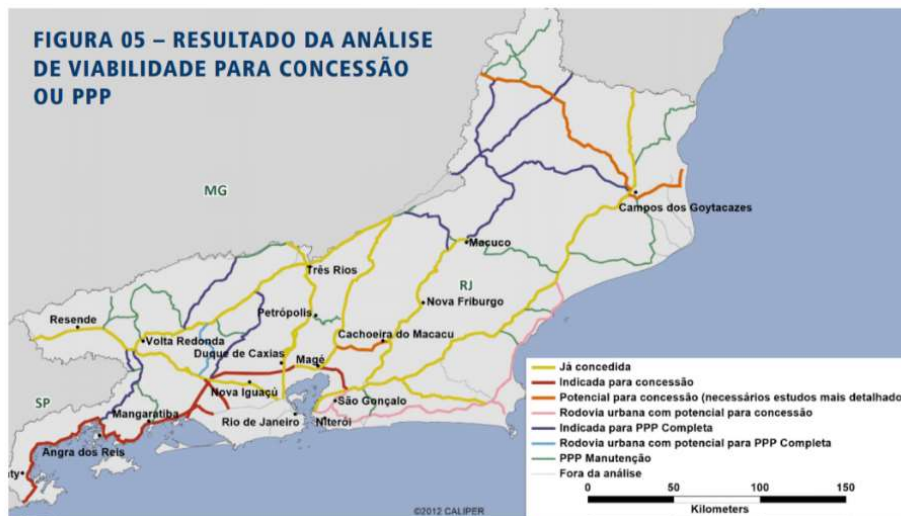 FIGURA 05 – RESULTADO DA ANÁLISE
DE VIABILIDADE PARA CONCESSÃO
OU PPP
MG
Campos dos Goytacazes
Macuco
Três Rios
RJ
Resende
Petrópolis
Nova Friburgo
Volta Redonda
Cachoeira do Macacu
Duque de Caxias
Magé
SP
Nova Iguaçú
São Gonçalo
Mangaratiba
Rio de Janeiro
Niterói
Angra dos Reis
aty
Já concedida
Indicada para concessão
Potencial para concessão (necessários estudos mais detalhado
Rodovia urbana com potencial para concessão
Indicada para PPP Completa
Rodovia urbana com potencial para PPP Completa
PPP Manutenção
Fora da análise
0 50 100 150
Kilometers
©2012 CALIPER